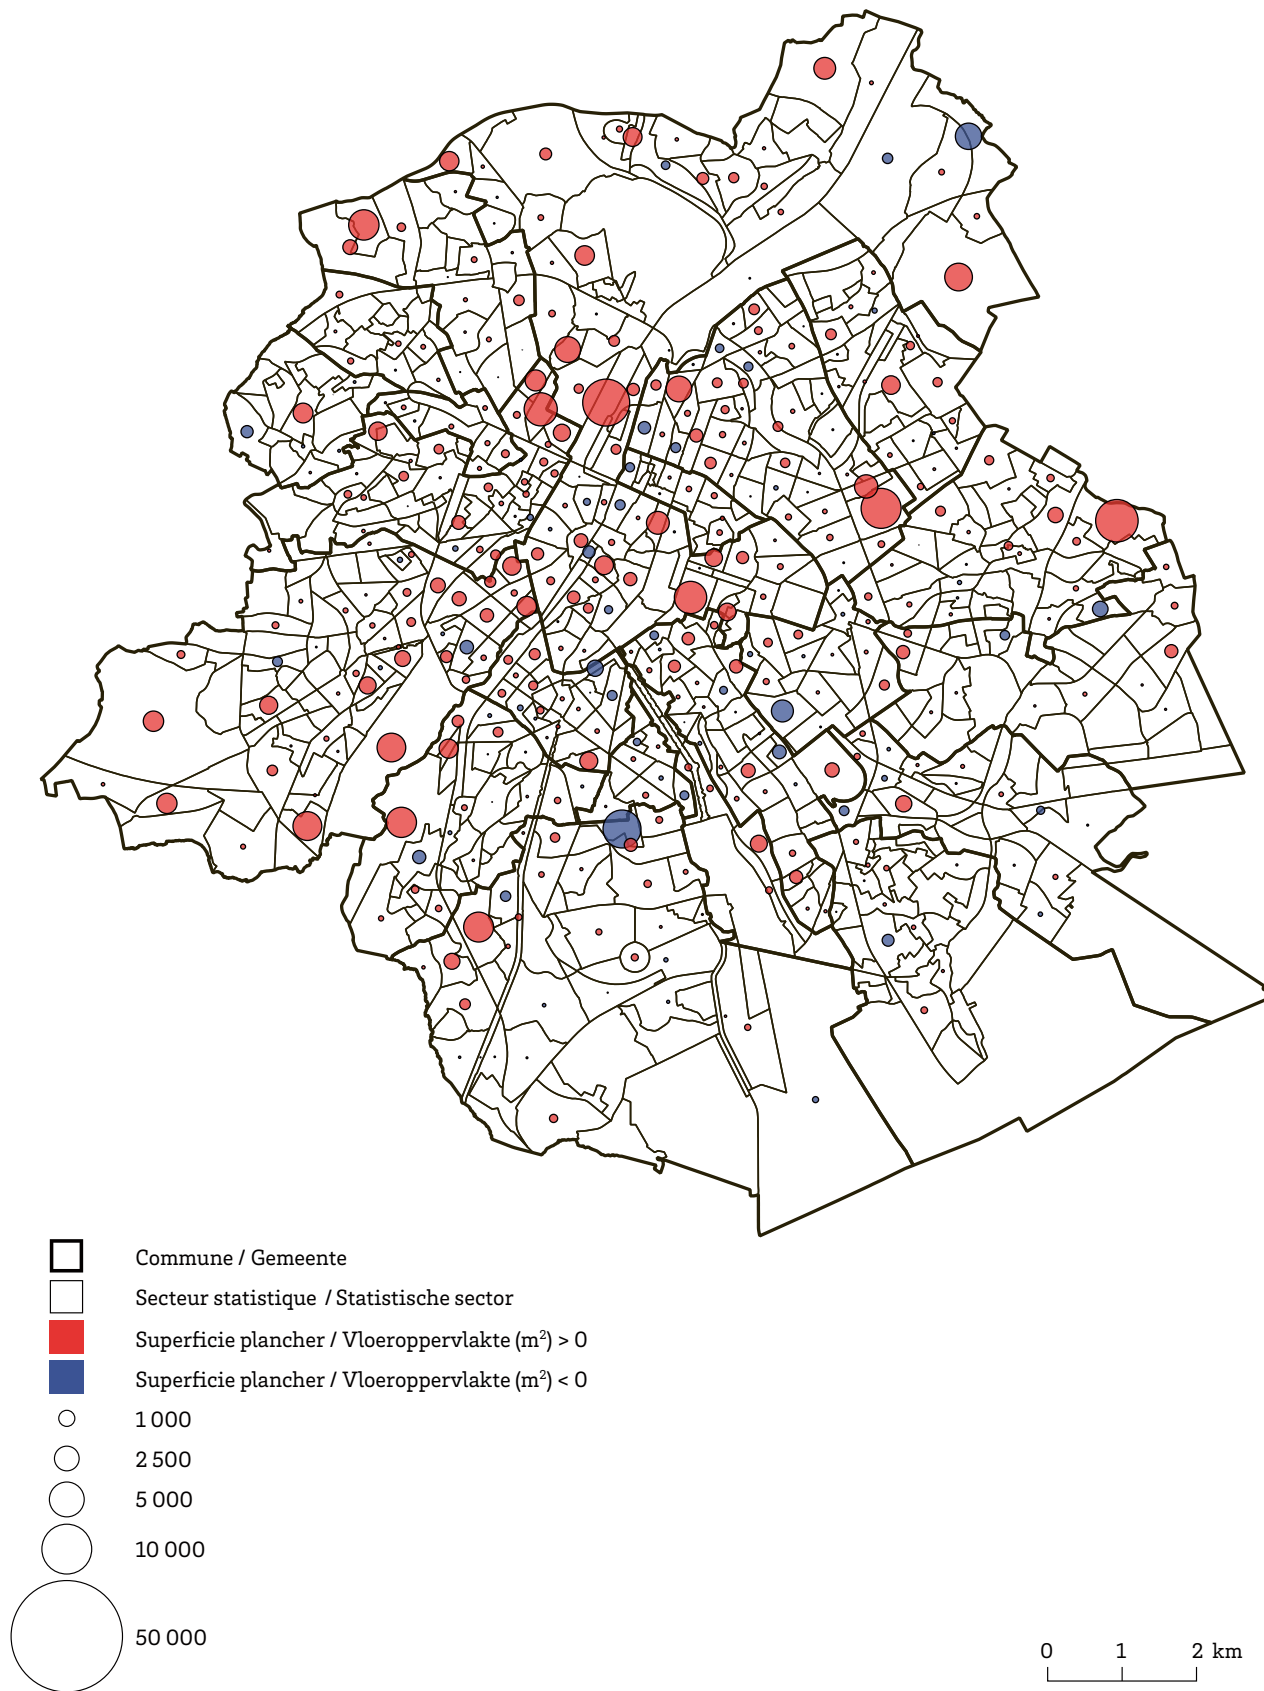 Commune / Gemeente
Secteur statistique / Statistische sector
Superficie plancher / Vloeroppervlakte (m²) > 0
Superficie plancher / Vloeroppervlakte (m²) < 0
1 000
2 500
5 000
10 000
50 000
0 1 2 km